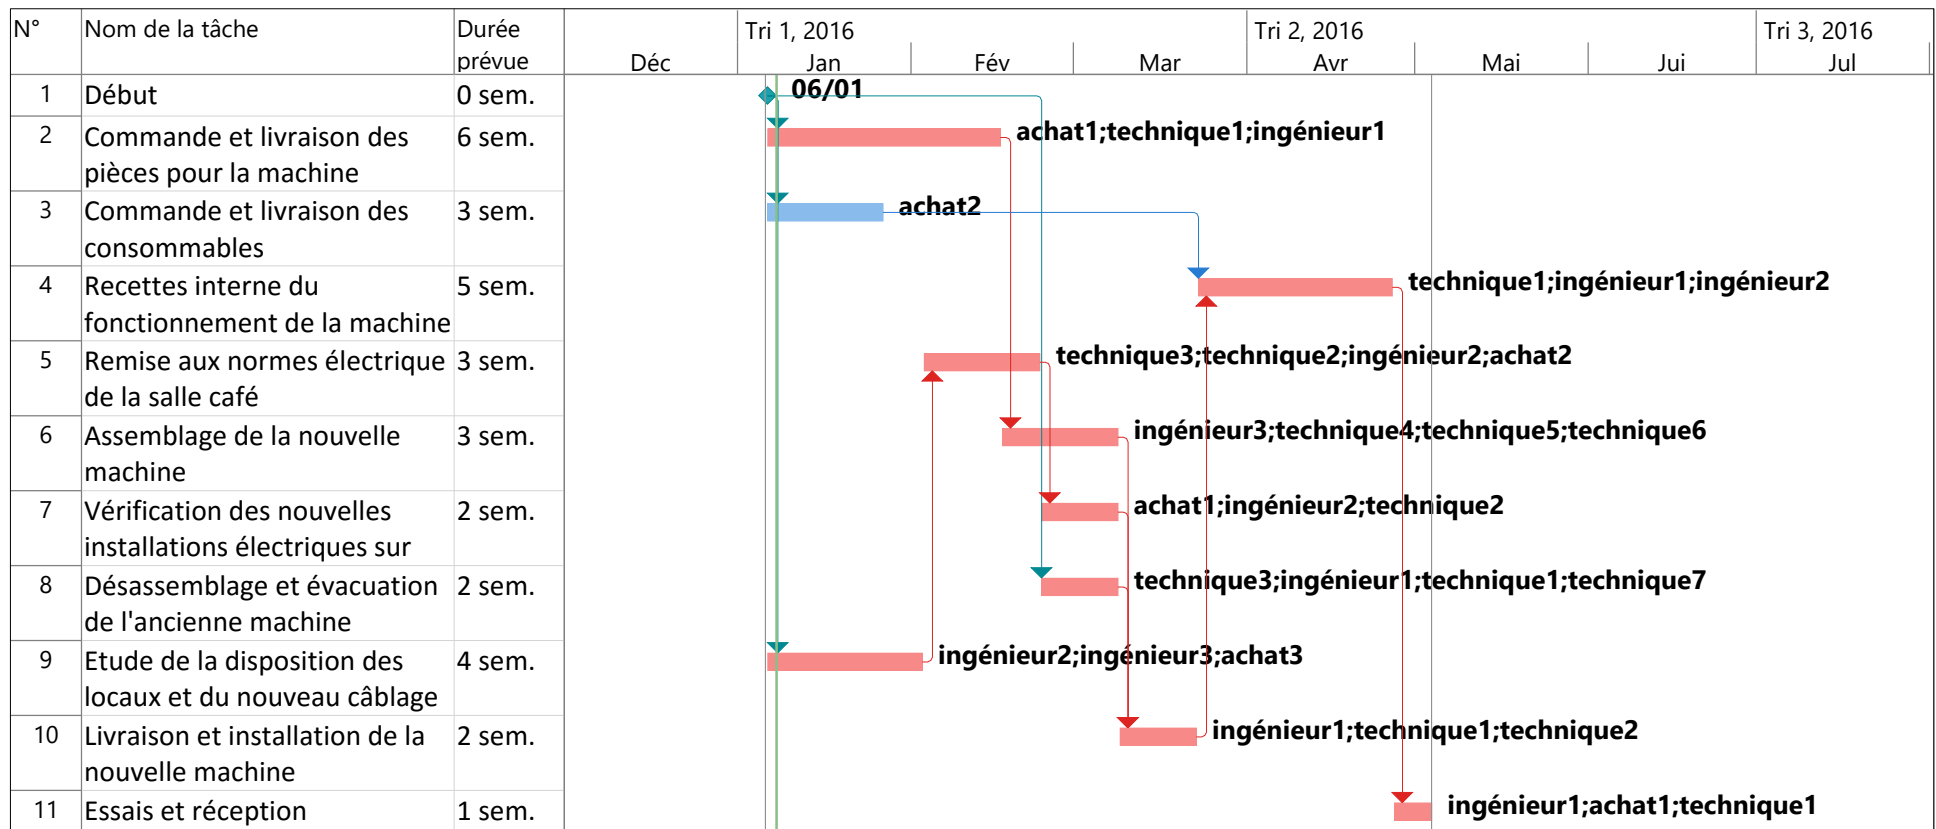 N° Nom de la tâche Durée prévue
Tri 1, 2016 Tri 2, 2016 Tri 3, 2016
Déc Jan Fév Mar Avr Mai Jui Jul
1 Début 0 sem. 06/01
2 Commande et livraison des 6 sem. achat1;technique1;ingénieur1
pièces pour la machine
3 Commande et livraison des 3 sem. achat2
consommables
4 Recettes interne du 5 sem. technique1;ingénieur1;ingénieur2
fonctionnement de la machine
5 Remise aux normes électrique 3 sem. technique3;technique2;ingénieur2;achat2
de la salle café
6 Assemblage de la nouvelle 3 sem. ingénieur3;technique4;technique5;technique6
machine
7 Vérification des nouvelles 2 sem. achat1;ingénieur2;technique2
installations électriques sur
8 Désassemblage et évacuation 2 sem. technique3;ingénieur1;technique1;technique7
de l'ancienne machine
9 Etude de la disposition des 4 sem. ingénieur2;ingénieur3;achat3
locaux et du nouveau câblage
10 Livraison et installation de la 2 sem. ingénieur1;technique1;technique2
nouvelle machine
11 Essais et réception 1 sem. ingénieur1;achat1;technique1